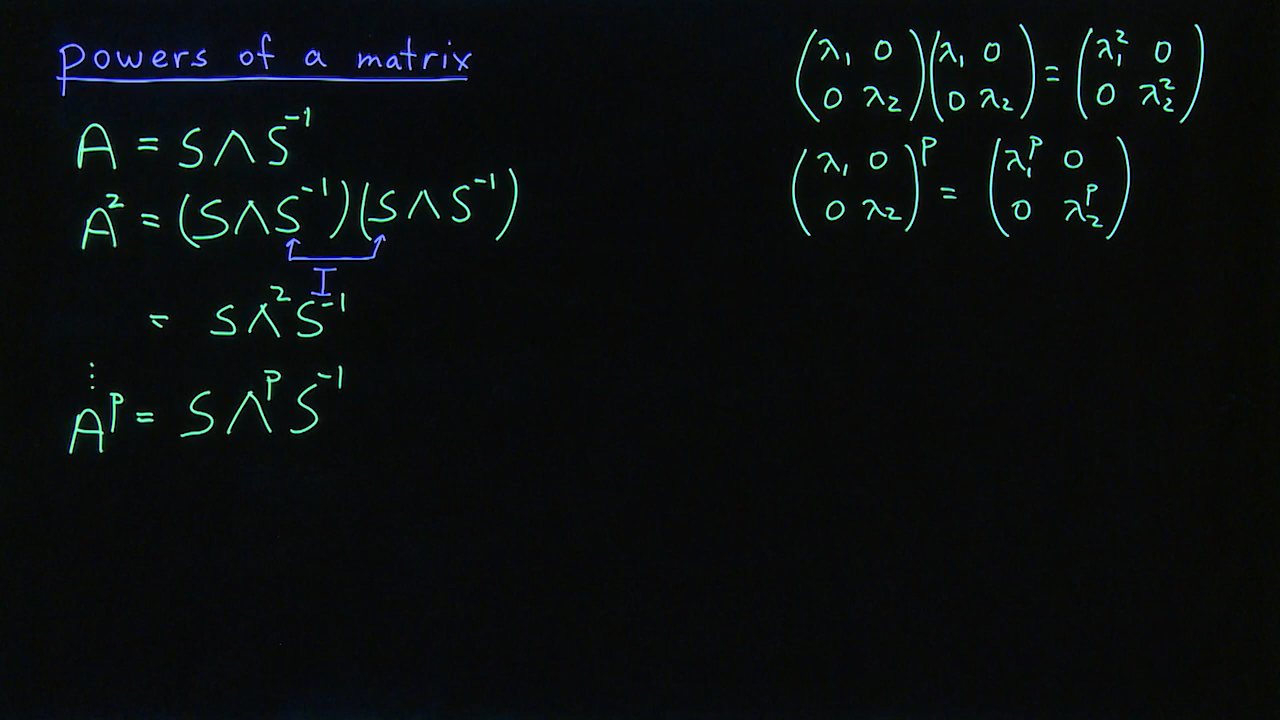 powers of a matrix
A = SΛS⁻¹
A² = (SΛS⁻¹)(SΛS⁻¹)
I
= SΛ²S⁻¹
⋮
Aᵖ = SΛᵖS⁻¹
(λ₁ 0 0 λ₂)(λ₁ 0 0 λ₂) = (λ₁² 0 0 λ₂²)
(λ₁ 0 0 λ₂)ᵖ = (λ₁ᵖ 0 0 λ₂ᵖ)